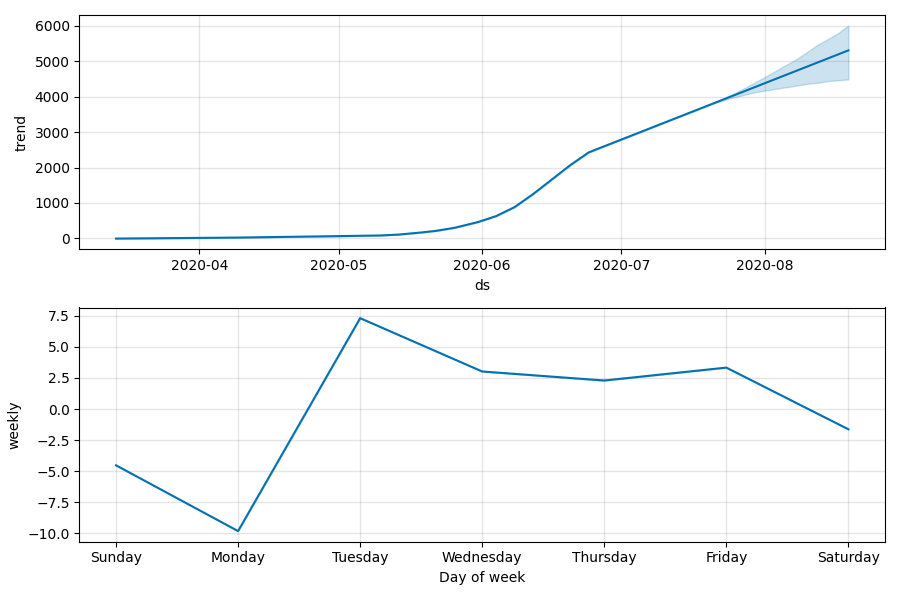 6000
5000
4000
3000
2000
1000
0
trend
2020-04 2020-05 2020-06 2020-07 2020-08
ds
7.5
5.0
2.5
0.0
−2.5
−5.0
−7.5
−10.0
weekly
Sunday Monday Tuesday Wednesday Thursday Friday Saturday
Day of week